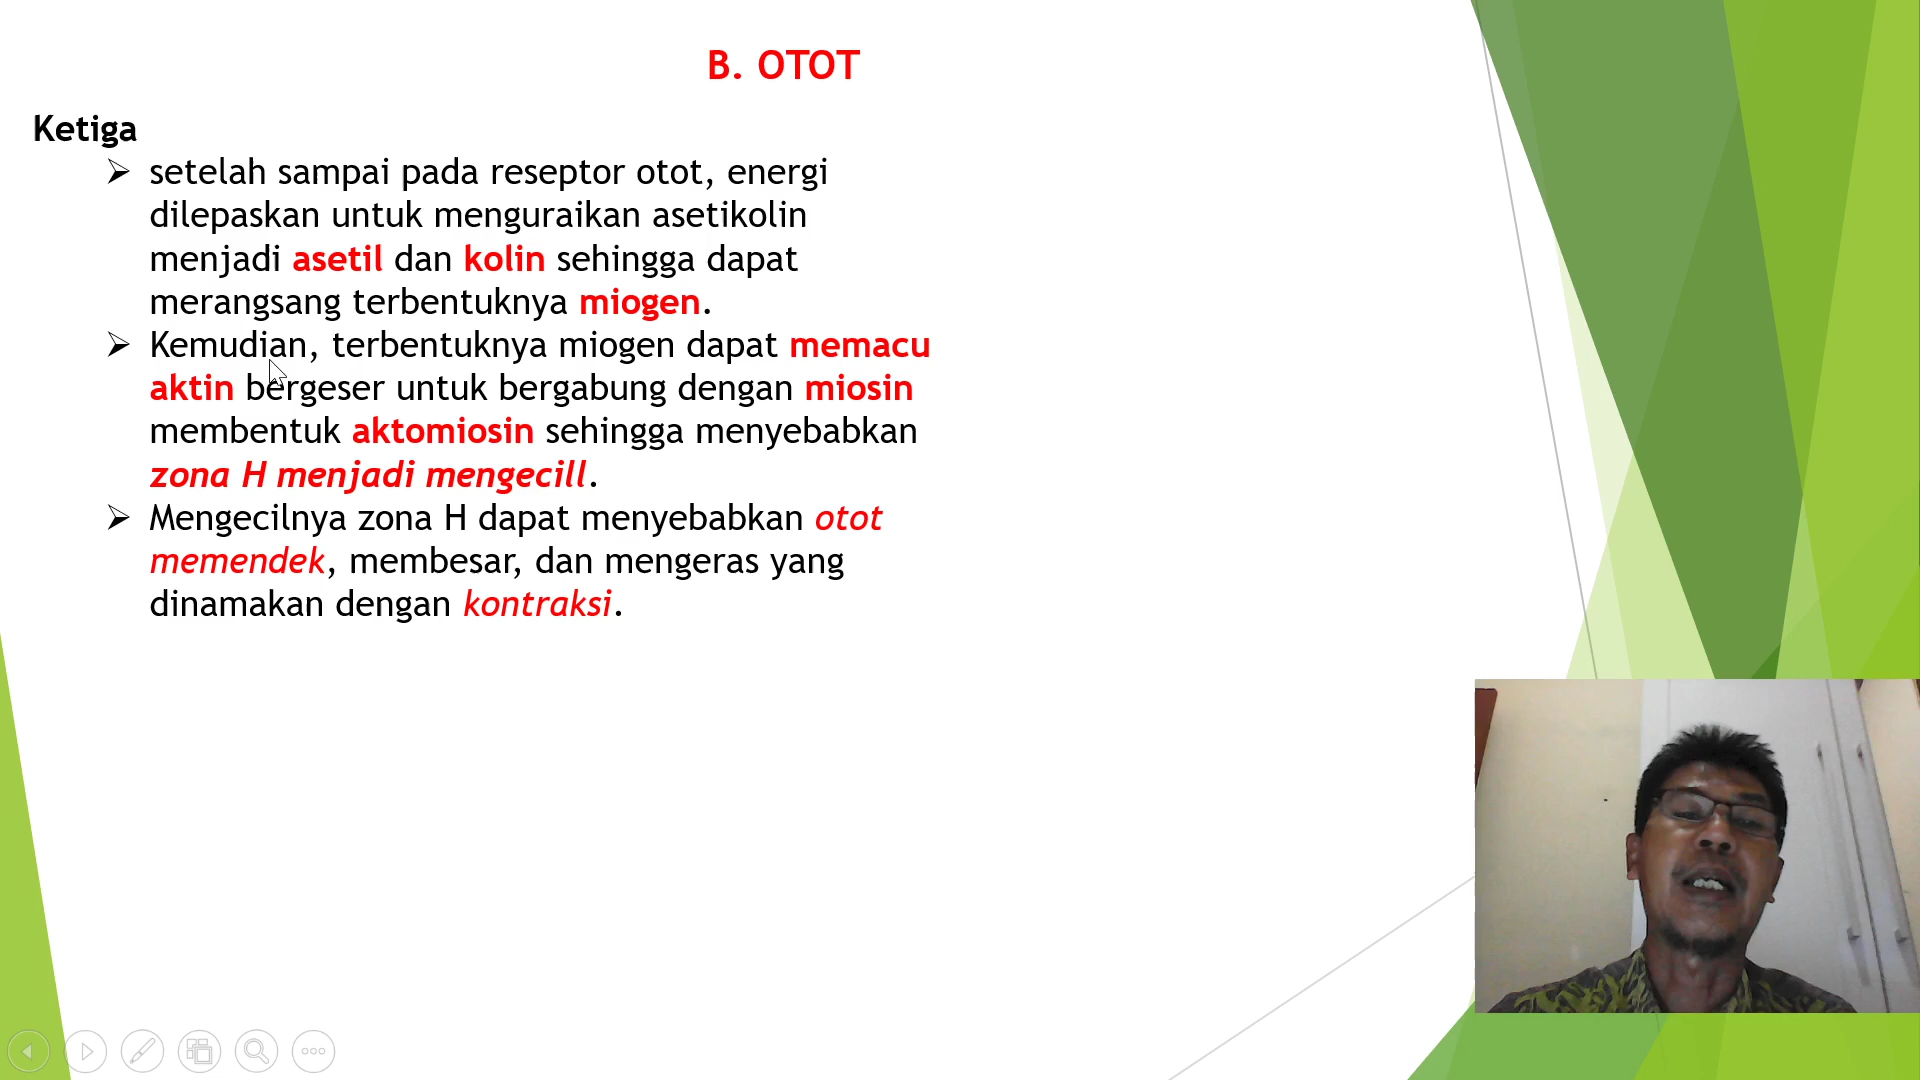 B. OTOT
Ketiga
setelah sampai pada reseptor otot, energi
dilepaskan untuk menguraikan asetikolin
menjadi asetil dan kolin sehingga dapat
merangsang terbentuknya miogen.
Kemudian, terbentuknya miogen dapat memacu
aktin bergeser untuk bergabung dengan miosin
membentuk aktomiosin sehingga menyebabkan
zona H menjadi mengecill.
Mengecilnya zona H dapat menyebabkan otot
memendek, membesar, dan mengeras yang
dinamakan dengan kontraksi.